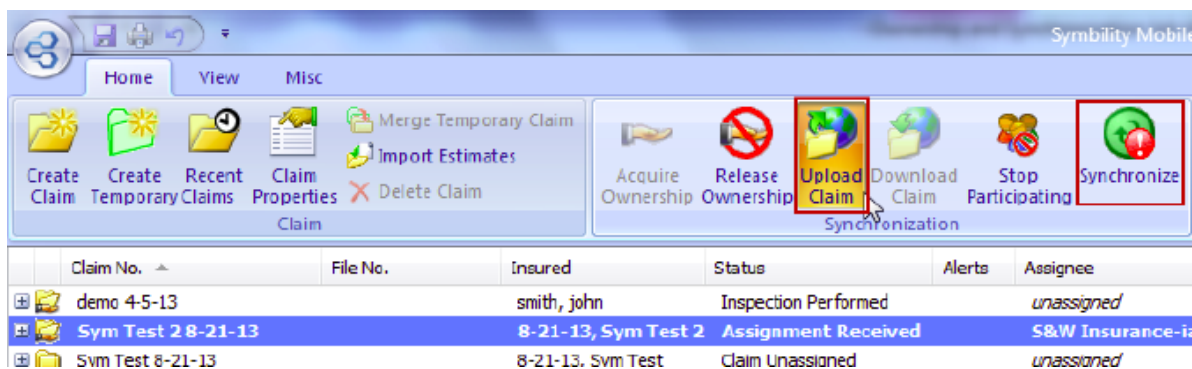 Symbility Mobile
Home View Misc
Create Claim
Create Temporary
Recent Claims
Claim Properties
Merge Temporary Claim
Import Estimates
Delete Claim
Claim
Acquire Ownership
Release Ownership
Upload Claim
Download Claim
Stop Participating
Synchronize
Synchronization
Claim No. File No. Insured Status Alerts Assignee
demo 4-5-13 smith, john Inspection Performed unassigned
Sym Test 2 8-21-13 8-21-13, Sym Test 2 Assignment Received S&W Insurance-ia
Sym Test 8-21-13 8-21-13, Sym Test Claim Unassigned unassigned